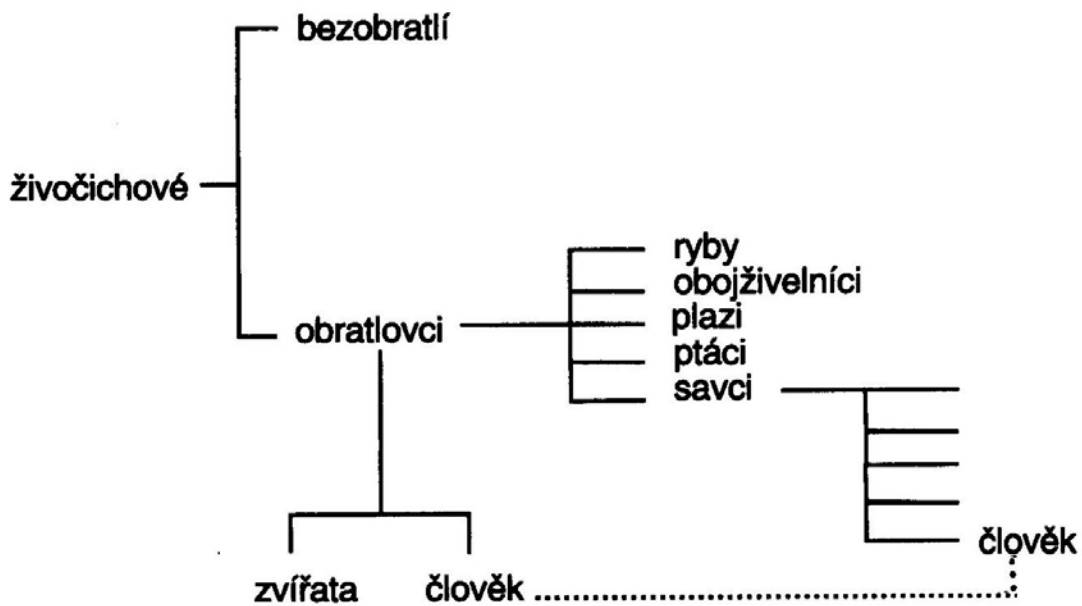 bezobratlí
živočichové
ryby
obojživelníci
obratlovci
plazi
ptáci
savci
člověk
zvířata
člověk